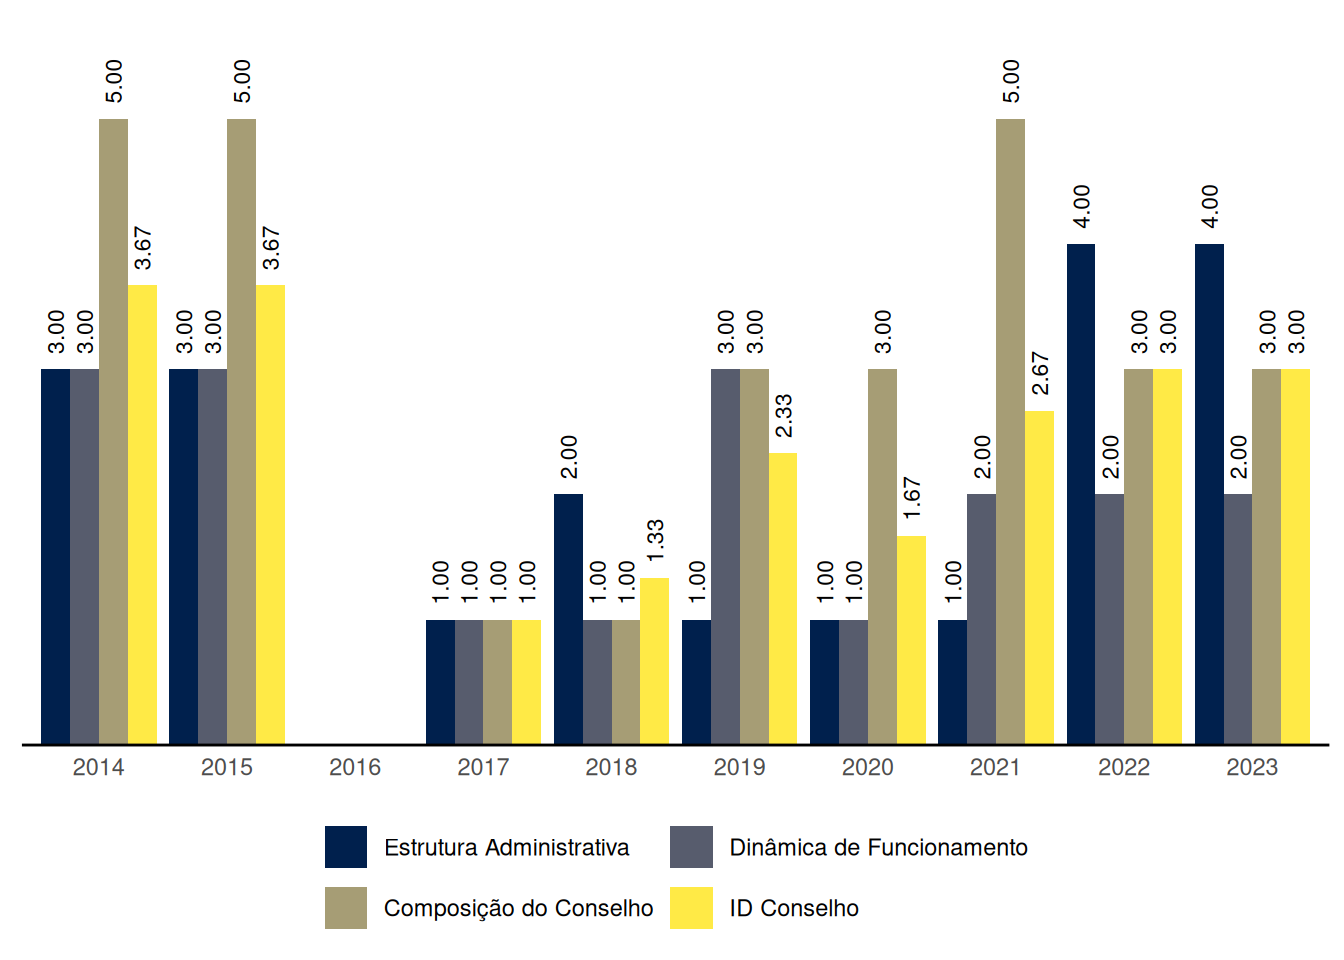 3.00 3.00 5.00 3.67
3.00 3.00 5.00 3.67
1.00 1.00 1.00 1.00
2.00 1.00 1.00 1.33
1.00 3.00 3.00 2.33
1.00 1.00 3.00 1.67
1.00 2.00 5.00 2.67
4.00 2.00 3.00 3.00
4.00 2.00 3.00 3.00
2014 2015 2016 2017 2018 2019 2020 2021 2022 2023
Estrutura Administrativa Dinâmica de Funcionamento
Composição do Conselho ID Conselho